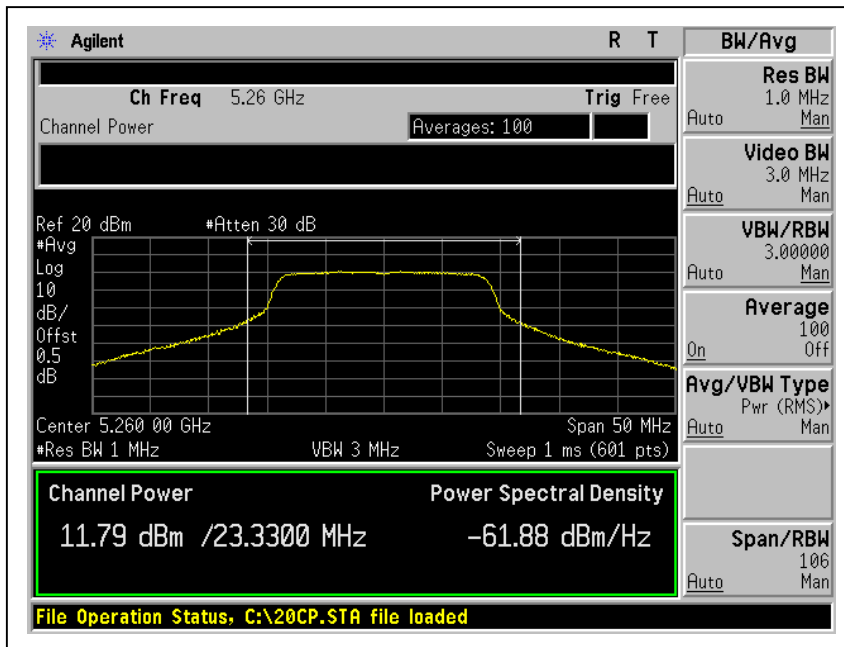 Agilent R T
BW/Avg
Ch Freq 5.26 GHz Trig Free
Channel Power Averages: 100
Ref 20 dBm #Atten 30 dB
#Avg
Log
10
dB/
Offst
0.5
dB
Center 5.260 00 GHz Span 50 MHz
#Res BW 1 MHz VBW 3 MHz Sweep 1 ms (601 pts)
Channel Power Power Spectral Density
11.79 dBm /23.3300 MHz -61.88 dBm/Hz
File Operation Status, C:\20CP.STA file loaded
Res BW
1.0 MHz
Auto Man
Video BW
3.0 MHz
Auto Man
VBW/RBW
3.00000
Auto Man
Average
100
On Off
Avg/VBW Type
Pwr (RMS)▸
Auto Man
Span/RBW
106
Auto Man